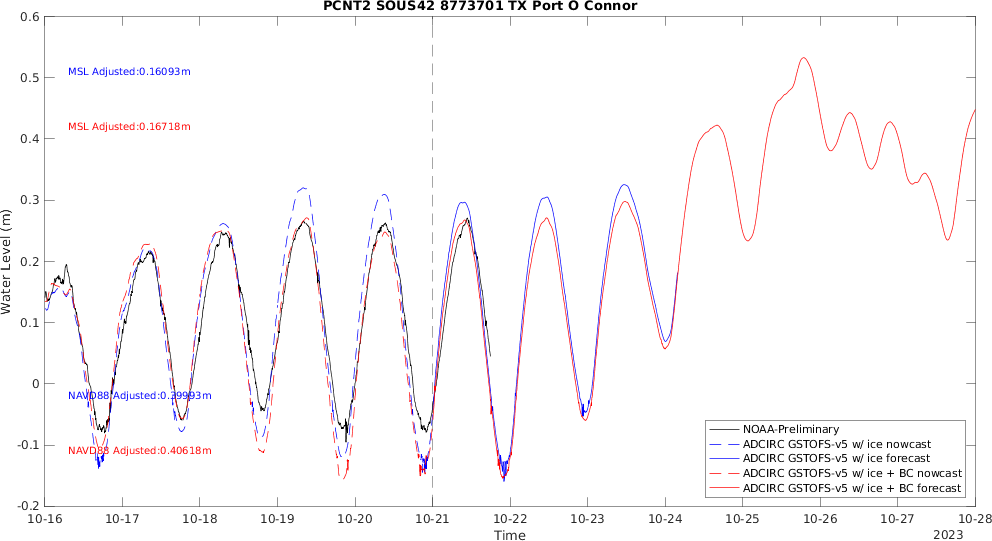 PCNT2 SOUS42 8773701 TX Port O Connor
0.6
0.5
0.4
0.3
0.2
0.1
0
-0.1
-0.2
Water Level (m)
MSL Adjusted:0.16093m
MSL Adjusted:0.16718m
NAVD88 Adjusted:0.39993m
NAVD88 Adjusted:0.40618m
NOAA-Preliminary
ADCIRC GSTOFS-v5 w/ ice nowcast
ADCIRC GSTOFS-v5 w/ ice forecast
ADCIRC GSTOFS-v5 w/ ice + BC nowcast
ADCIRC GSTOFS-v5 w/ ice + BC forecast
10-16 10-17 10-18 10-19 10-20 10-21 10-22 10-23 10-24 10-25 10-26 10-27 10-28
Time
2023